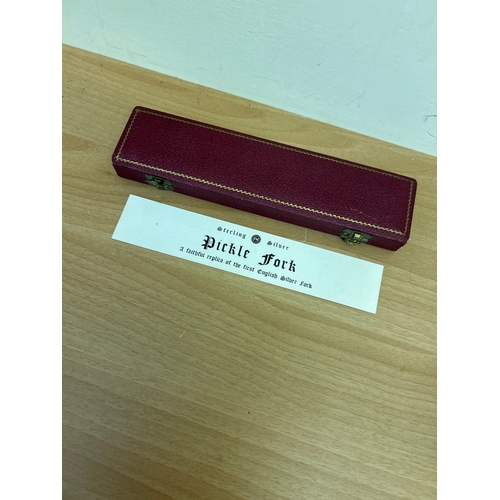 Sterling Silver
Pickle Fork
A faithful replica of the first English Silver Fork